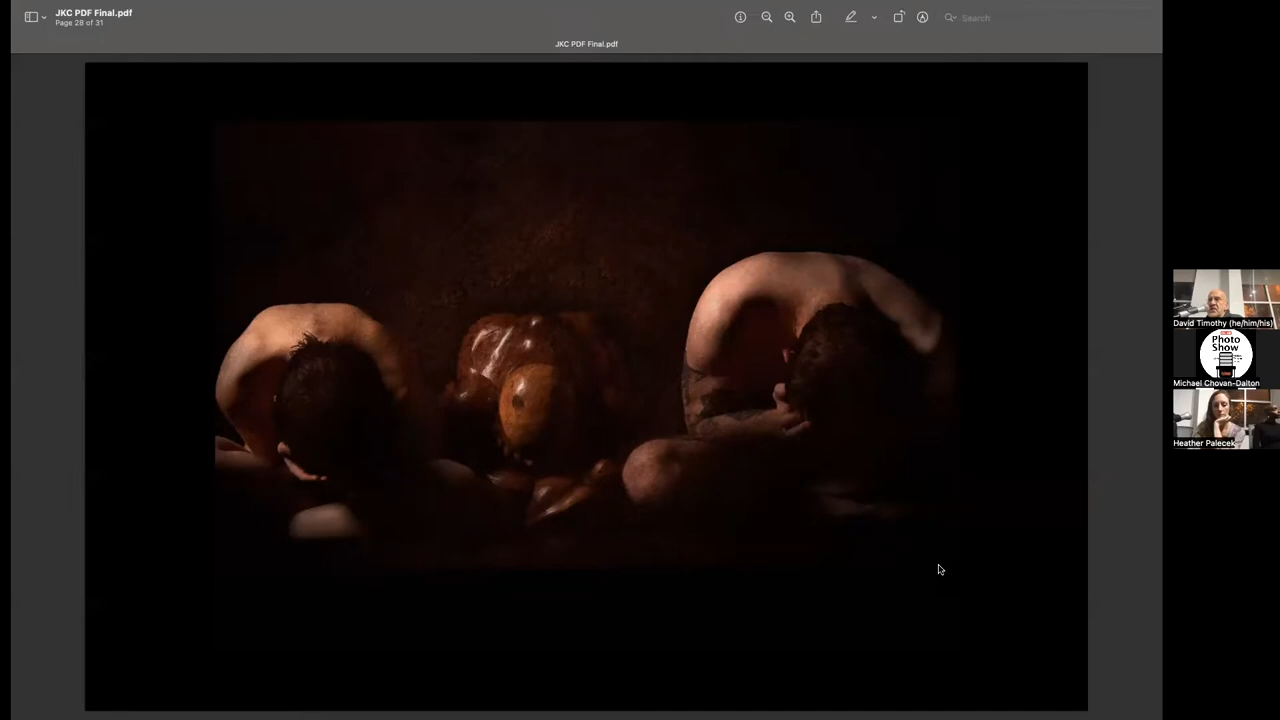 JKC PDF Final.pdf
Page 28 of 31
Search
JKC PDF Final.pdf
David Timothy (he/him/his)
Photo
Show
Michael Chovan-Dalton
Heather Palecek